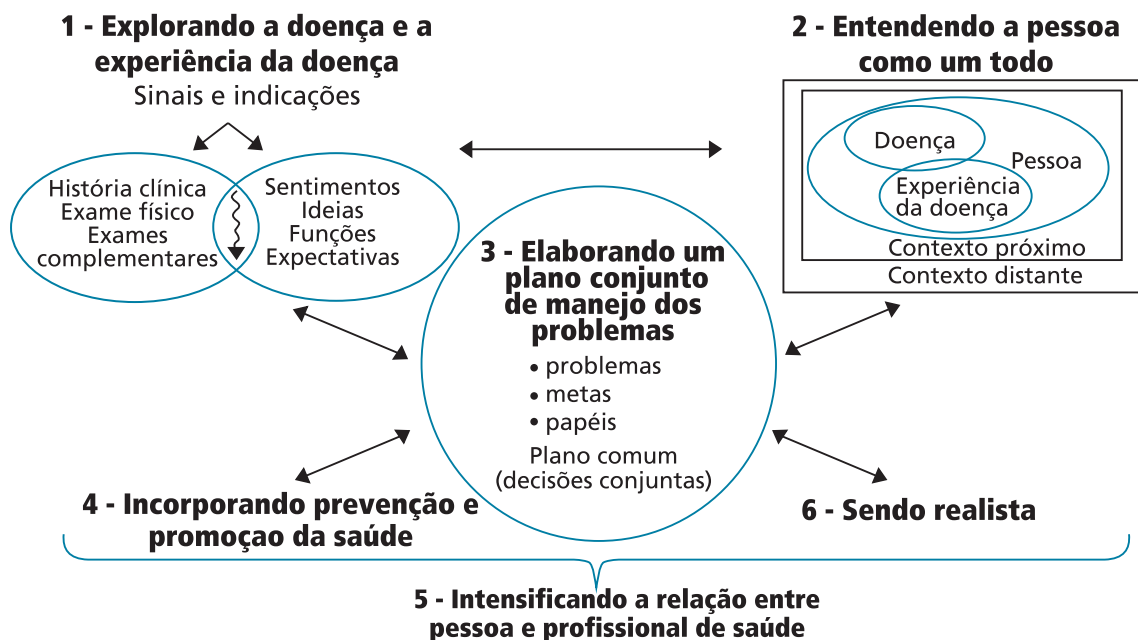 1 - Explorando a doença e a
experiência da doença
Sinais e indicações
História clínica
Exame físico
Exames
complementares
Sentimentos
Ideias
Funções
Expectativas
2 - Entendendo a pessoa
como um todo
Doença
Pessoa
Experiência
da doença
Contexto próximo
Contexto distante
3 - Elaborando um
plano conjunto
de manejo dos
problemas
• problemas
• metas
• papéis
Plano comum
(decisões conjuntas)
4 - Incorporando prevenção e
promoçao da saúde
6 - Sendo realista
5 - Intensificando a relação entre
pessoa e profissional de saúde